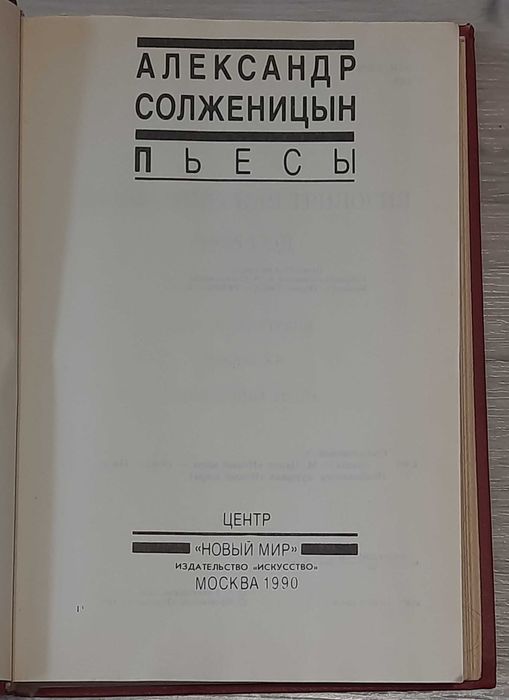 АЛЕКСАНДР
СОЛЖЕНИЦЫН
ПЬЕСЫ
ЦЕНТР
«НОВЫЙ МИР»
ИЗДАТЕЛЬСТВО «ИСКУССТВО»
МОСКВА 1990